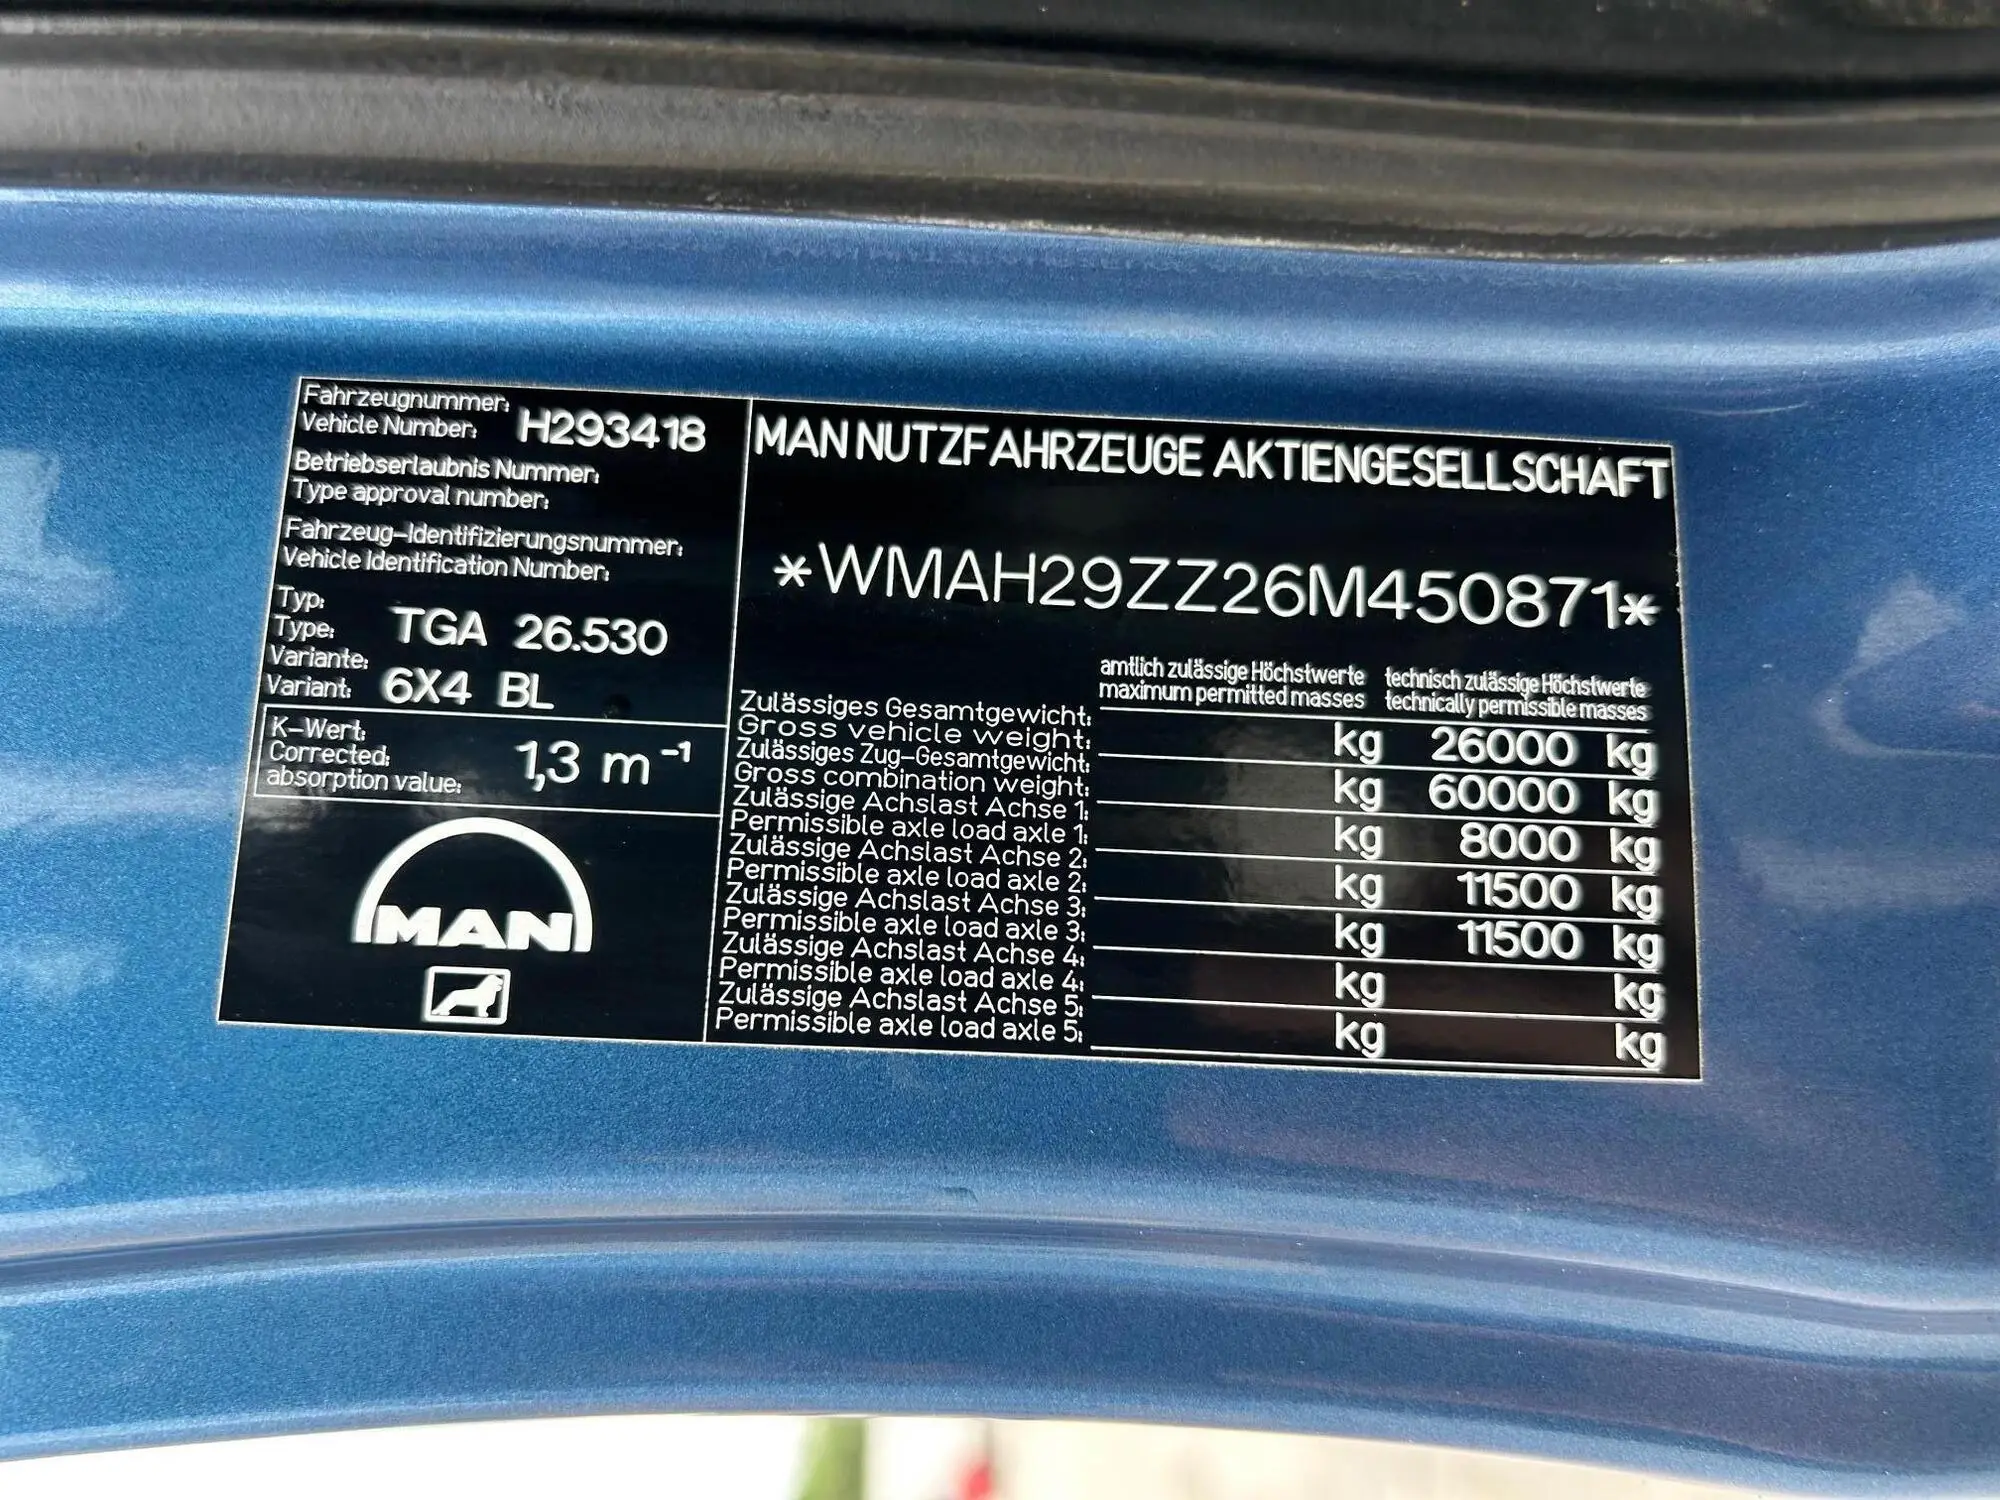 Fahrzeugnummer:
Vehicle Number: H293418
Betriebserlaubnis Nummer:
Type approval number:
Fahrzeug-Identifizierungsnummer:
Vehicle Identification Number:
Typ:
Type: TGA 26.530
Variante:
Variant: 6X4 BL
K-Wert:
Corrected: 1,3 m⁻¹
absorption value:
MAN
MAN NUTZFAHRZEUGE AKTIENGESELLSCHAFT
*WMAH29ZZ26M450871*
amtlich zulässige Höchstwerte technisch zulässige Höchstwerte
maximum permitted masses technically permissible masses
Zulässiges Gesamtgewicht:
Gross vehicle weight: kg 26000 kg
Zulässiges Zug-Gesamtgewicht:
Gross combination weight: kg 60000 kg
Zulässige Achslast Achse 1:
Permissible axle load axle 1: kg 8000 kg
Zulässige Achslast Achse 2:
Permissible axle load axle 2: kg 11500 kg
Zulässige Achslast Achse 3:
Permissible axle load axle 3: kg 11500 kg
Zulässige Achslast Achse 4:
Permissible axle load axle 4: kg kg
Zulässige Achslast Achse 5:
Permissible axle load axle 5: kg kg